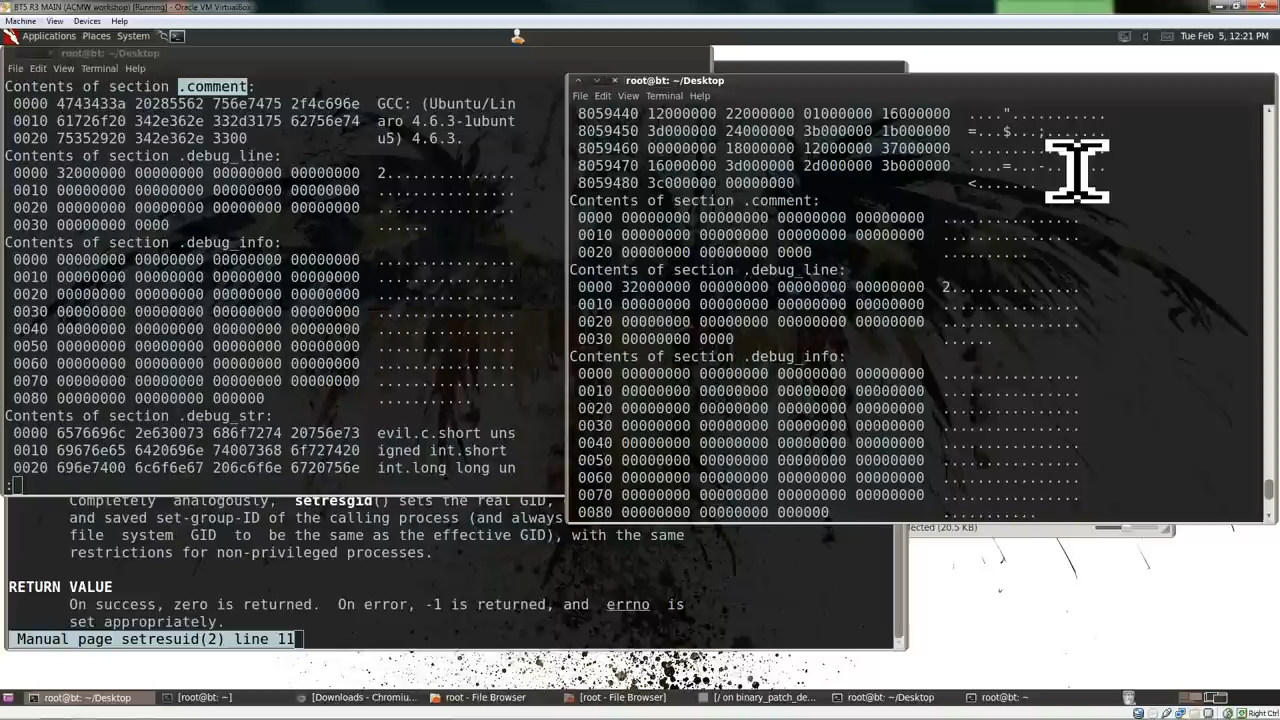 BT5 R3 MAIN (ACMW workshop) [Running] - Oracle VM VirtualBox
Machine View Devices Help
Applications Places System
Tue Feb 5, 12:21 PM
root@bt: ~/Desktop
File Edit View Terminal Help
Contents of section .comment:
0000 4743433a 20285562 756e7475 2f4c696e GCC: (Ubuntu/Lin
0010 61726f20 342e362e 332d3175 62756e74 aro 4.6.3-1ubunt
0020 75352920 342e362e 3300 u5) 4.6.3.
Contents of section .debug_line:
0000 32000000 00000000 00000000 00000000 2...............
0010 00000000 00000000 00000000 00000000 ................
0020 00000000 00000000 00000000 00000000 ................
0030 00000000 0000 ......
Contents of section .debug_info:
0000 00000000 00000000 00000000 00000000 ................
0010 00000000 00000000 00000000 00000000 ................
0020 00000000 00000000 00000000 00000000 ................
0030 00000000 00000000 00000000 00000000 ................
0040 00000000 00000000 00000000 00000000 ................
0050 00000000 00000000 00000000 00000000 ................
0060 00000000 00000000 00000000 00000000 ................
0070 00000000 00000000 00000000 00000000 ................
0080 00000000 00000000 000000 ...........
Contents of section .debug_str:
0000 6576696c 2e630073 686f7274 20756e73 evil.c.short uns
0010 69676e65 6420696e 74007368 6f727420 igned int.short
0020 696e7400 6c6f6e67 206c6f6e 6720756e int.long long un
:
root@bt: ~/Desktop
File Edit View Terminal Help
8059440 12000000 22000000 01000000 16000000 ...."...........
8059450 3d000000 24000000 3b000000 1b000000 =...$...;.......
8059460 00000000 18000000 12000000 37000000
8059470 16000000 3d000000 2d000000 3b000000
8059480 3c000000 00000000 <.......
Contents of section .comment:
0000 00000000 00000000 00000000 00000000 ................
0010 00000000 00000000 00000000 00000000 ................
0020 00000000 00000000 0000 ..........
Contents of section .debug_line:
0000 32000000 00000000 00000000 00000000 2...............
0010 00000000 00000000 00000000 00000000 ................
0020 00000000 00000000 00000000 00000000 ................
0030 00000000 0000 ......
Contents of section .debug_info:
0000 00000000 00000000 00000000 00000000 ................
0010 00000000 00000000 00000000 00000000 ................
0020 00000000 00000000 00000000 00000000 ................
0030 00000000 00000000 00000000 00000000 ................
0040 00000000 00000000 00000000 00000000 ................
0050 00000000 00000000 00000000 00000000 ................
0060 00000000 00000000 00000000 00000000 ................
0070 00000000 00000000 00000000 00000000 ................
0080 00000000 00000000 000000 ...........
(20.5 KB)
Completely analogously, setresgid() sets the real GID,
and saved set-group-ID of the calling process (and always
file system GID to be the same as the effective GID), with the same
restrictions for non-privileged processes.
RETURN VALUE
On success, zero is returned. On error, -1 is returned, and errno is
set appropriately.
Manual page setresuid(2) line 11
root@bt: ~/Desktop
[root@bt: ~]
[Downloads - Chromiu...
root - File Browser
[root - File Browser]
[/ on binary_patch_de...
root@bt: ~/Desktop
root@bt: ~
Right Ctrl